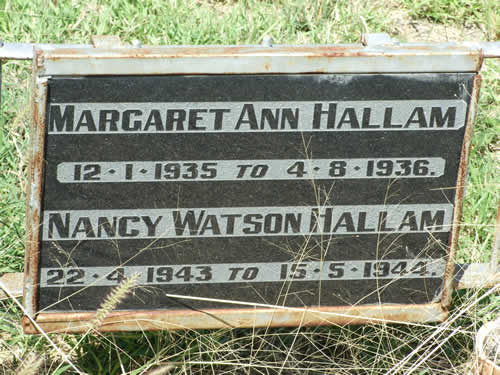 MARGARET ANN HALLAM
12·1·1935 TO 4·8·1936.
NANCY WATSON HALLAM
22·4·1943 TO 15·5·1944.